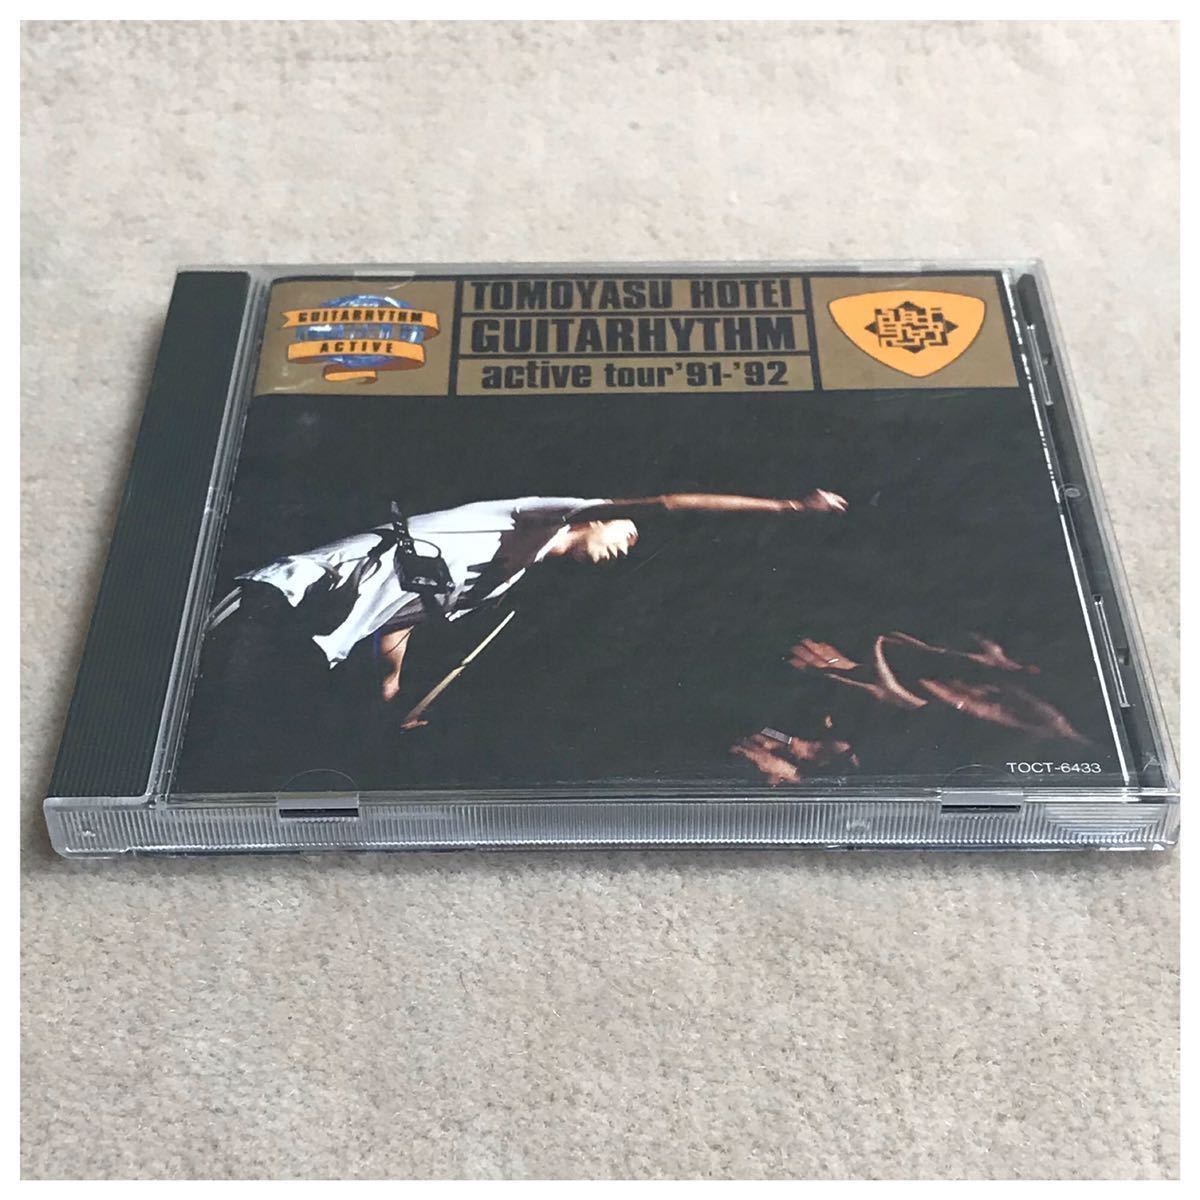 GUITARHYTHM
ACTIVE
TOMOYASU HOTEI
GUITARHYTHM
active tour'91-'92
TOCT-6433